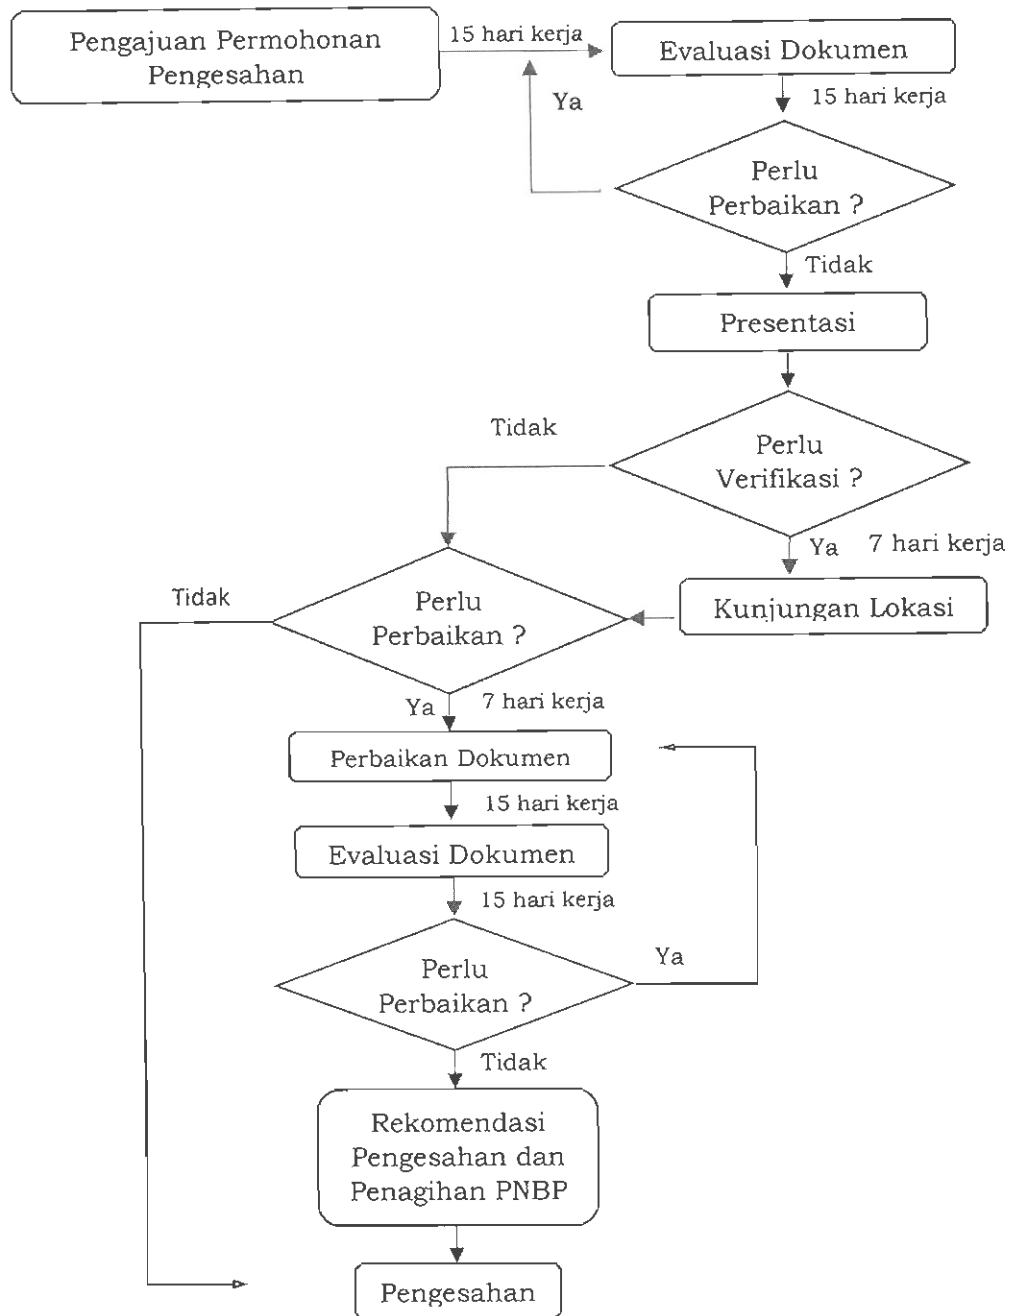 Pengajuan Permohonan
Pengesahan
15 hari kerja
Evaluasi Dokumen
Ya
15 hari kerja
Perlu
Perbaikan ?
Tidak
Presentasi
Tidak
Perlu
Verifikasi ?
Ya
7 hari kerja
Tidak
Perlu
Perbaikan ?
Kunjungan Lokasi
Ya
7 hari kerja
Perbaikan Dokumen
15 hari kerja
Evaluasi Dokumen
15 hari kerja
Perlu
Perbaikan ?
Ya
Tidak
Rekomendasi
Pengesahan dan
Penagihan PNBP
Pengesahan